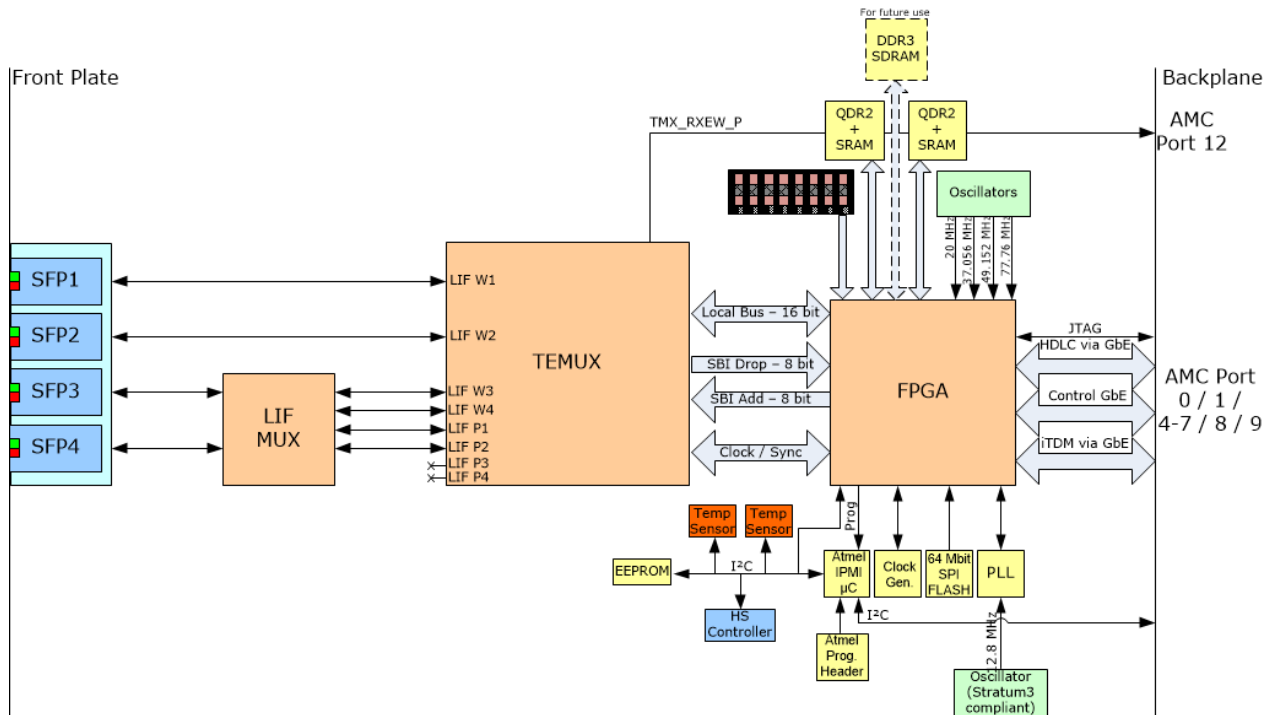 For future use
DDR3
SDRAM
Front Plate
Backplane
TMX_RXEW_P
QDR2
+
SRAM
QDR2
+
SRAM
AMC
Port 12
Oscillators
20 MHz
37.056 MHz
49.152 MHz
77.76 MHz
SFP1
SFP2
SFP3
SFP4
LIF
MUX
LIF W1
LIF W2
LIF W3
LIF W4
LIF P1
LIF P2
LIF P3
LIF P4
TEMUX
Local Bus – 16 bit
SBI Drop – 8 bit
SBI Add – 8 bit
Clock / Sync
FPGA
JTAG
HDLC via GbE
Control GbE
iTDM via GbE
AMC Port
0 / 1 /
4-7 / 8 / 9
Temp
Sensor
Temp
Sensor
Prog
EEPROM
I²C
Atmel
IPMI
µC
Clock
Gen.
64 Mbit
SPI
FLASH
PLL
HS
Controller
I²C
Atmel
Prog.
Header
12.8 MHz
Oscillator
(Stratum3
compliant)